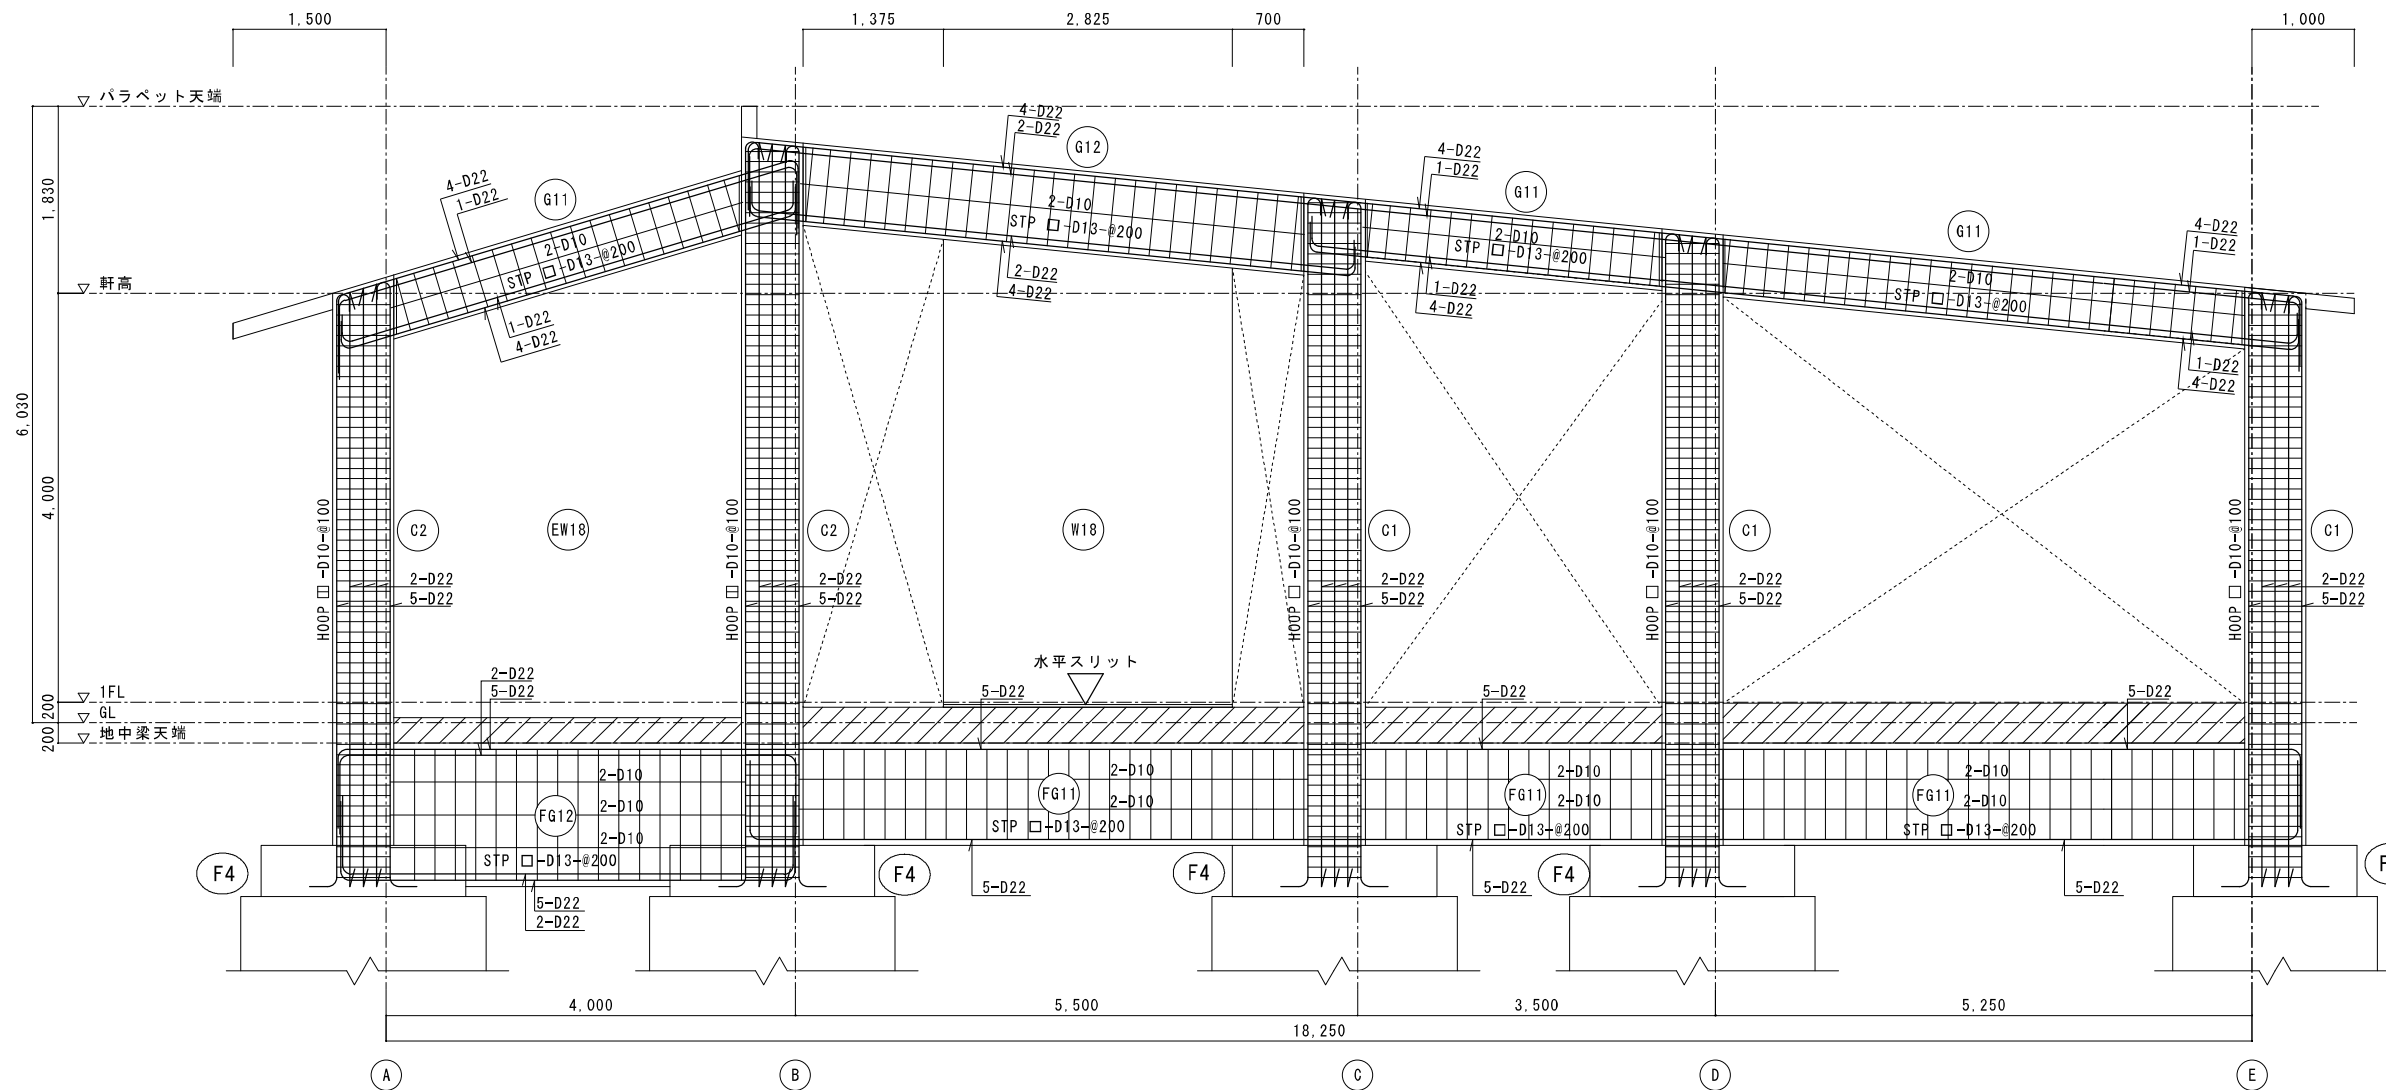 1,500
1,375
2,825
700
1,000
パラペット天端
4-D22
2-D22
G12
4-D22
1-D22
G11
4-D22
1-D22
G11
4-D22
1-D22
G11
1,830
2-D10
STP □-D13-@200
2-D10
STP □-D13-@200
2-D10
STP □-D13-@200
2-D10
STP □-D13-@200
軒高
1-D22
4-D22
2-D22
4-D22
1-D22
4-D22
1-D22
4-D22
6,030
4,000
HOOP 日-D10-@100
C2
EW18
HOOP 日-D10-@100
C2
W18
HOOP □-D10-@100
C1
HOOP □-D10-@100
C1
HOOP □-D10-@100
C1
2-D22
5-D22
2-D22
5-D22
2-D22
5-D22
2-D22
5-D22
2-D22
5-D22
水平スリット
2-D22
5-D22
5-D22
5-D22
5-D22
1FL
200
GL
200
地中梁天端
2-D10
2-D10
2-D10
FG12
STP □-D13-@200
2-D10
FG11
2-D10
STP □-D13-@200
2-D10
FG11
2-D10
STP □-D13-@200
2-D10
FG11
2-D10
STP □-D13-@200
F4
F4
F4
F4
F
5-D22
2-D22
5-D22
5-D22
5-D22
4,000
5,500
3,500
5,250
18,250
A
B
C
D
E